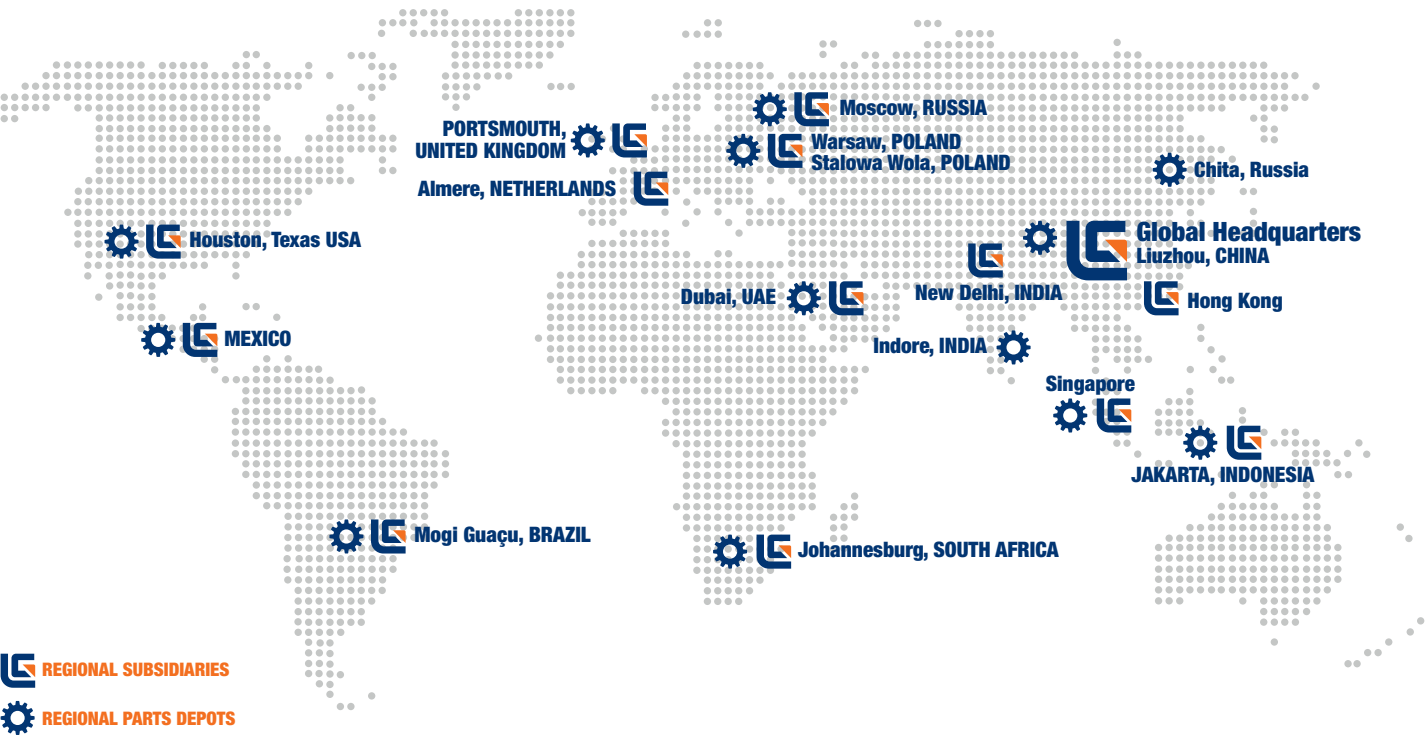 Moscow, RUSSIA
PORTSMOUTH,
UNITED KINGDOM
Warsaw, POLAND
Stalowa Wola, POLAND
Chita, Russia
Almere, NETHERLANDS
Houston, Texas USA
Global Headquarters
Liuzhou, CHINA
Dubai, UAE
New Delhi, INDIA
Hong Kong
MEXICO
Indore, INDIA
Singapore
JAKARTA, INDONESIA
Mogi Guaçu, BRAZIL
Johannesburg, SOUTH AFRICA
REGIONAL SUBSIDIARIES
REGIONAL PARTS DEPOTS